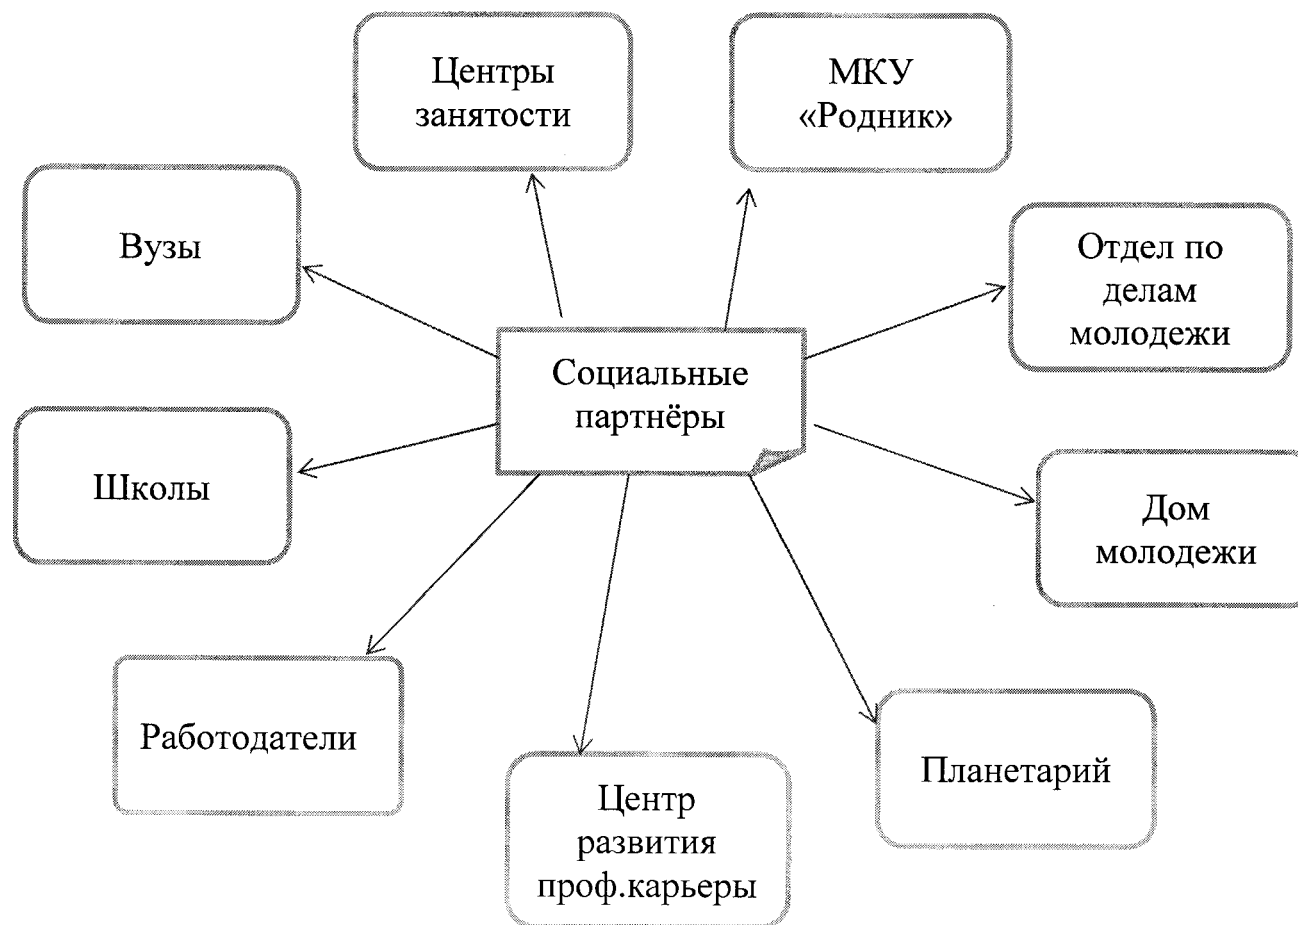 Центры
занятости
МКУ
«Родник»
Вузы
Отдел по
делам
молодежи
Социальные
партнёры
Школы
Дом
молодежи
Работодатели
Планетарий
Центр
развития
проф.карьеры